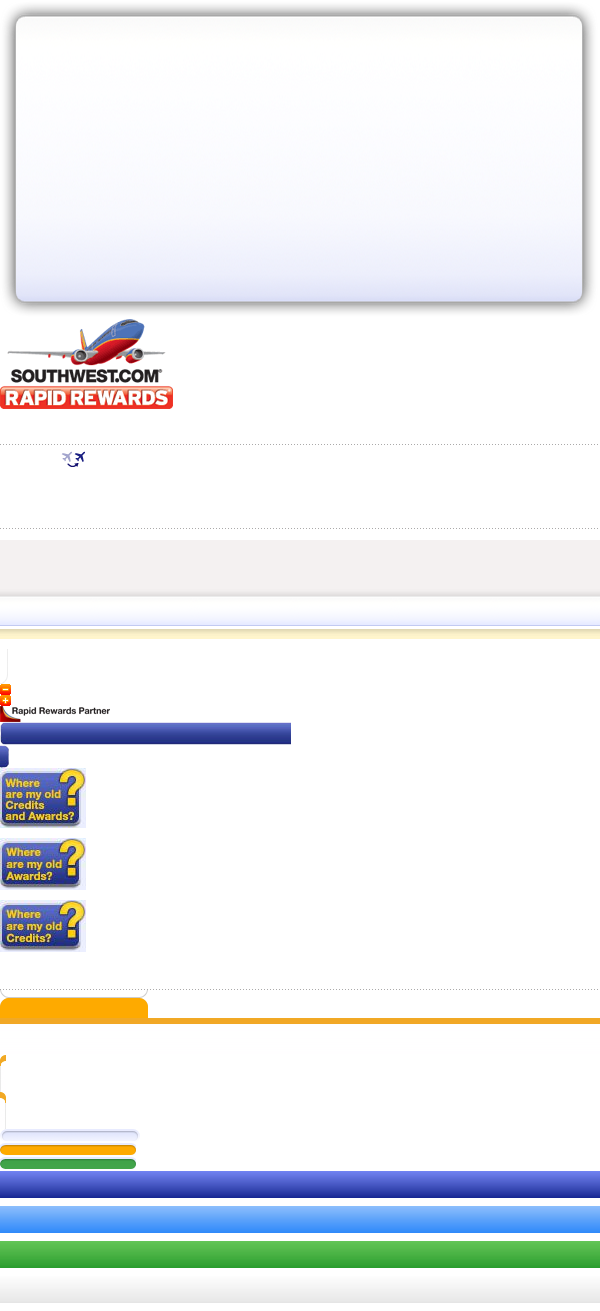 SOUTHWEST.COM®
RAPID REWARDS
Rapid Rewards Partner
Where
are my old
Credits
and Awards?
Where
are my old
Awards?
Where
are my old
Credits?